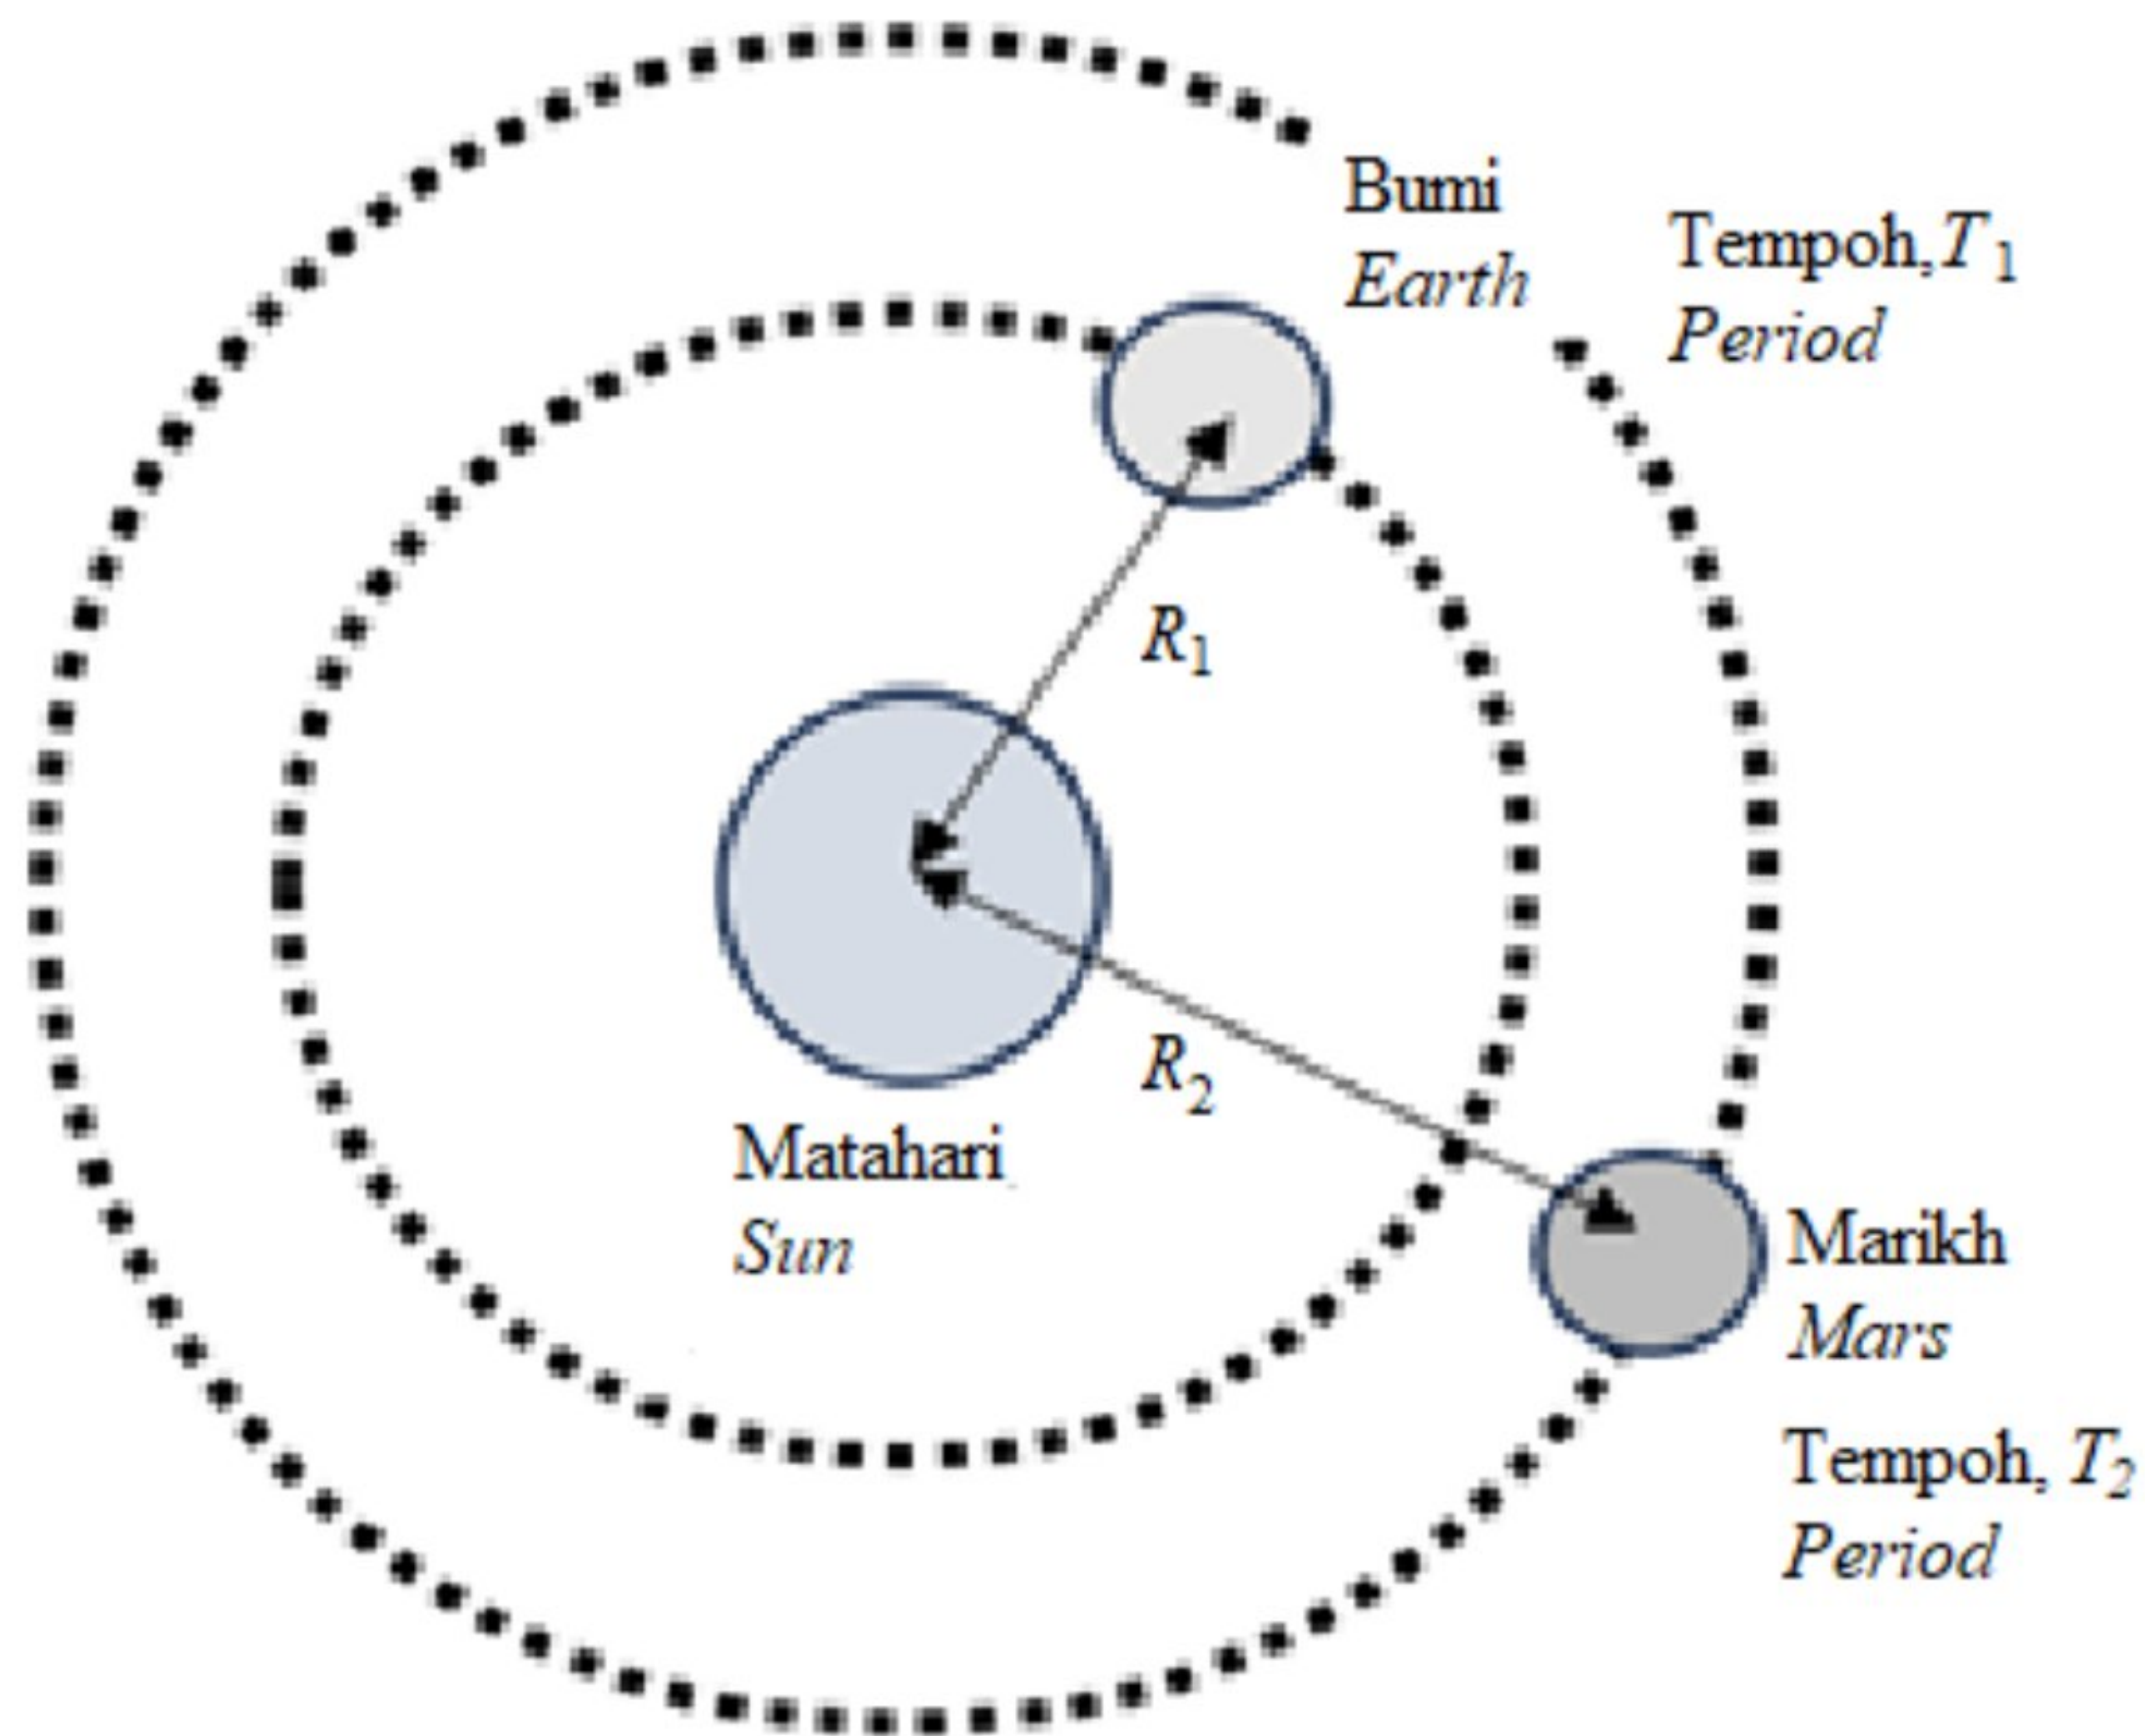 Bumi
Earth
Tempoh,T1
Period
R1
R2
Matahari
Sun
Marikh
Mars
Tempoh, T2
Period